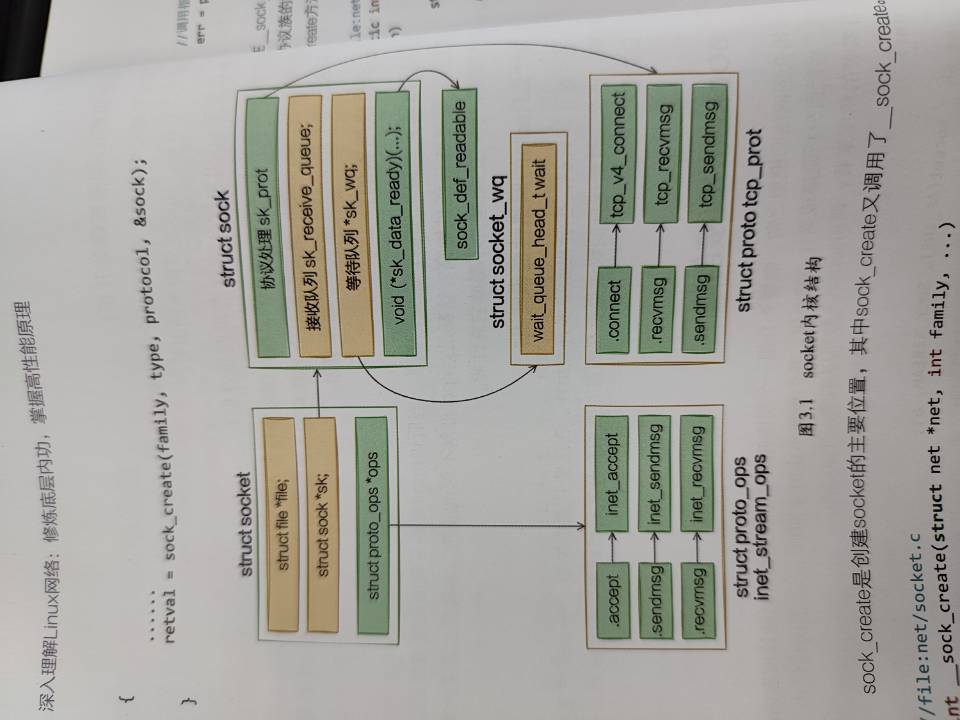 深入理解Linux网络：修炼底层内功，掌握高性能原理
{
......
retval = sock_create(family, type, protocol, &sock);
}
struct socket
struct file *file;
struct sock *sk;
struct proto_ops *ops
struct sock
协议处理 sk_prot
接收队列 sk_receive_queue;
等待队列 *sk_wq;
void (*sk_data_ready)(...);
sock_def_readable
struct socket_wq
wait_queue_head_t wait
.accept
inet_accept
.sendmsg
inet_sendmsg
.recvmsg
inet_recvmsg
struct proto_ops
inet_stream_ops
.connect
tcp_v4_connect
.recvmsg
tcp_recvmsg
.sendmsg
tcp_sendmsg
struct proto tcp_prot
图3.1 socket内核结构
sock_create是创建socket的主要位置，其中sock_create又调用了__sock_create。
//file:net/socket.c
int __sock_create(struct net *net, int family, ...)
//调用
err =
__sock
协议族的